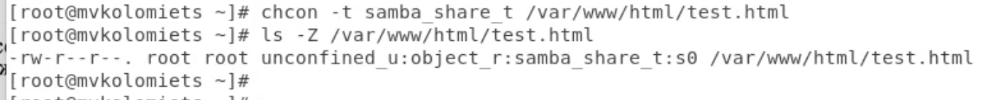 [root@mvkolomiets ~]# chcon -t samba_share_t /var/www/html/test.html
[root@mvkolomiets ~]# ls -Z /var/www/html/test.html
-rw-r--r--. root root unconfined_u:object_r:samba_share_t:s0 /var/www/html/test.html
[root@mvkolomiets ~]#